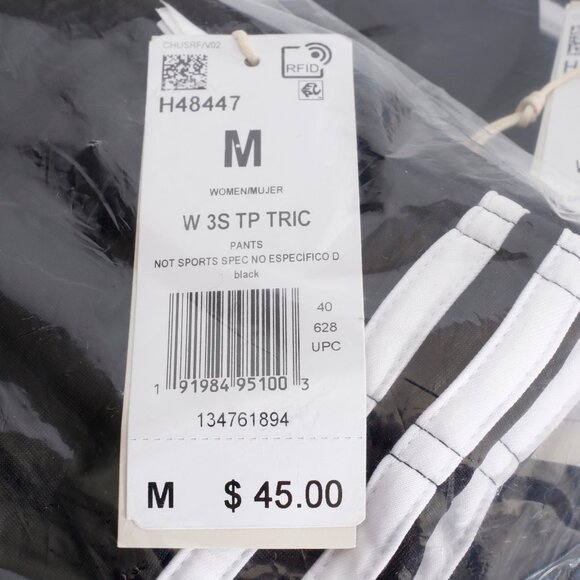 CHUSRF/V02
RFID
H48447
M
WOMEN/MUJER
W 3S TP TRIC
PANTS
NOT SPORTS SPEC NO ESPECÍFICO D
black
40
628
UPC
1 91984 95100 3
134761894
M $ 45.00
H